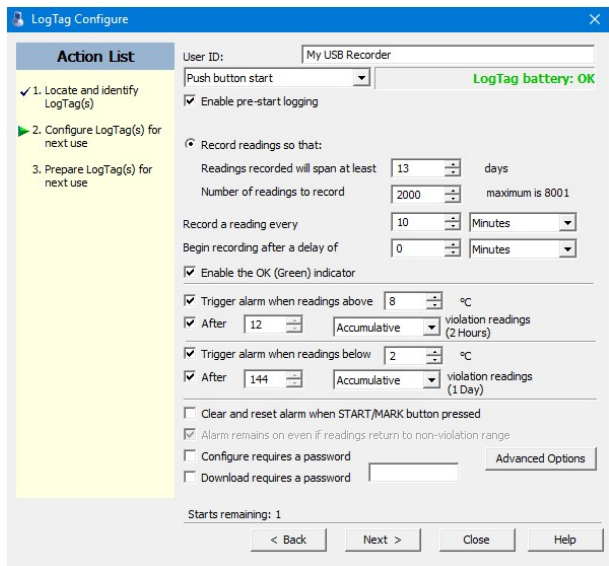 LogTag Configure
Action List
1. Locate and identify
LogTag(s)
2. Configure LogTag(s) for
next use
3. Prepare LogTag(s) for
next use
User ID: My USB Recorder
Push button start LogTag battery: OK
Enable pre-start logging
Record readings so that:
Readings recorded will span at least 13 days
Number of readings to record 2000 maximum is 8001
Record a reading every 10 Minutes
Begin recording after a delay of 0 Minutes
Enable the OK (Green) indicator
Trigger alarm when readings above 8 ºC
After 12 Accumulative violation readings
(2 Hours)
Trigger alarm when readings below 2 ºC
After 144 Accumulative violation readings
(1 Day)
Clear and reset alarm when START/MARK button pressed
Alarm remains on even if readings return to non-violation range
Configure requires a password
Advanced Options
Download requires a password
Starts remaining: 1
< Back Next > Close Help